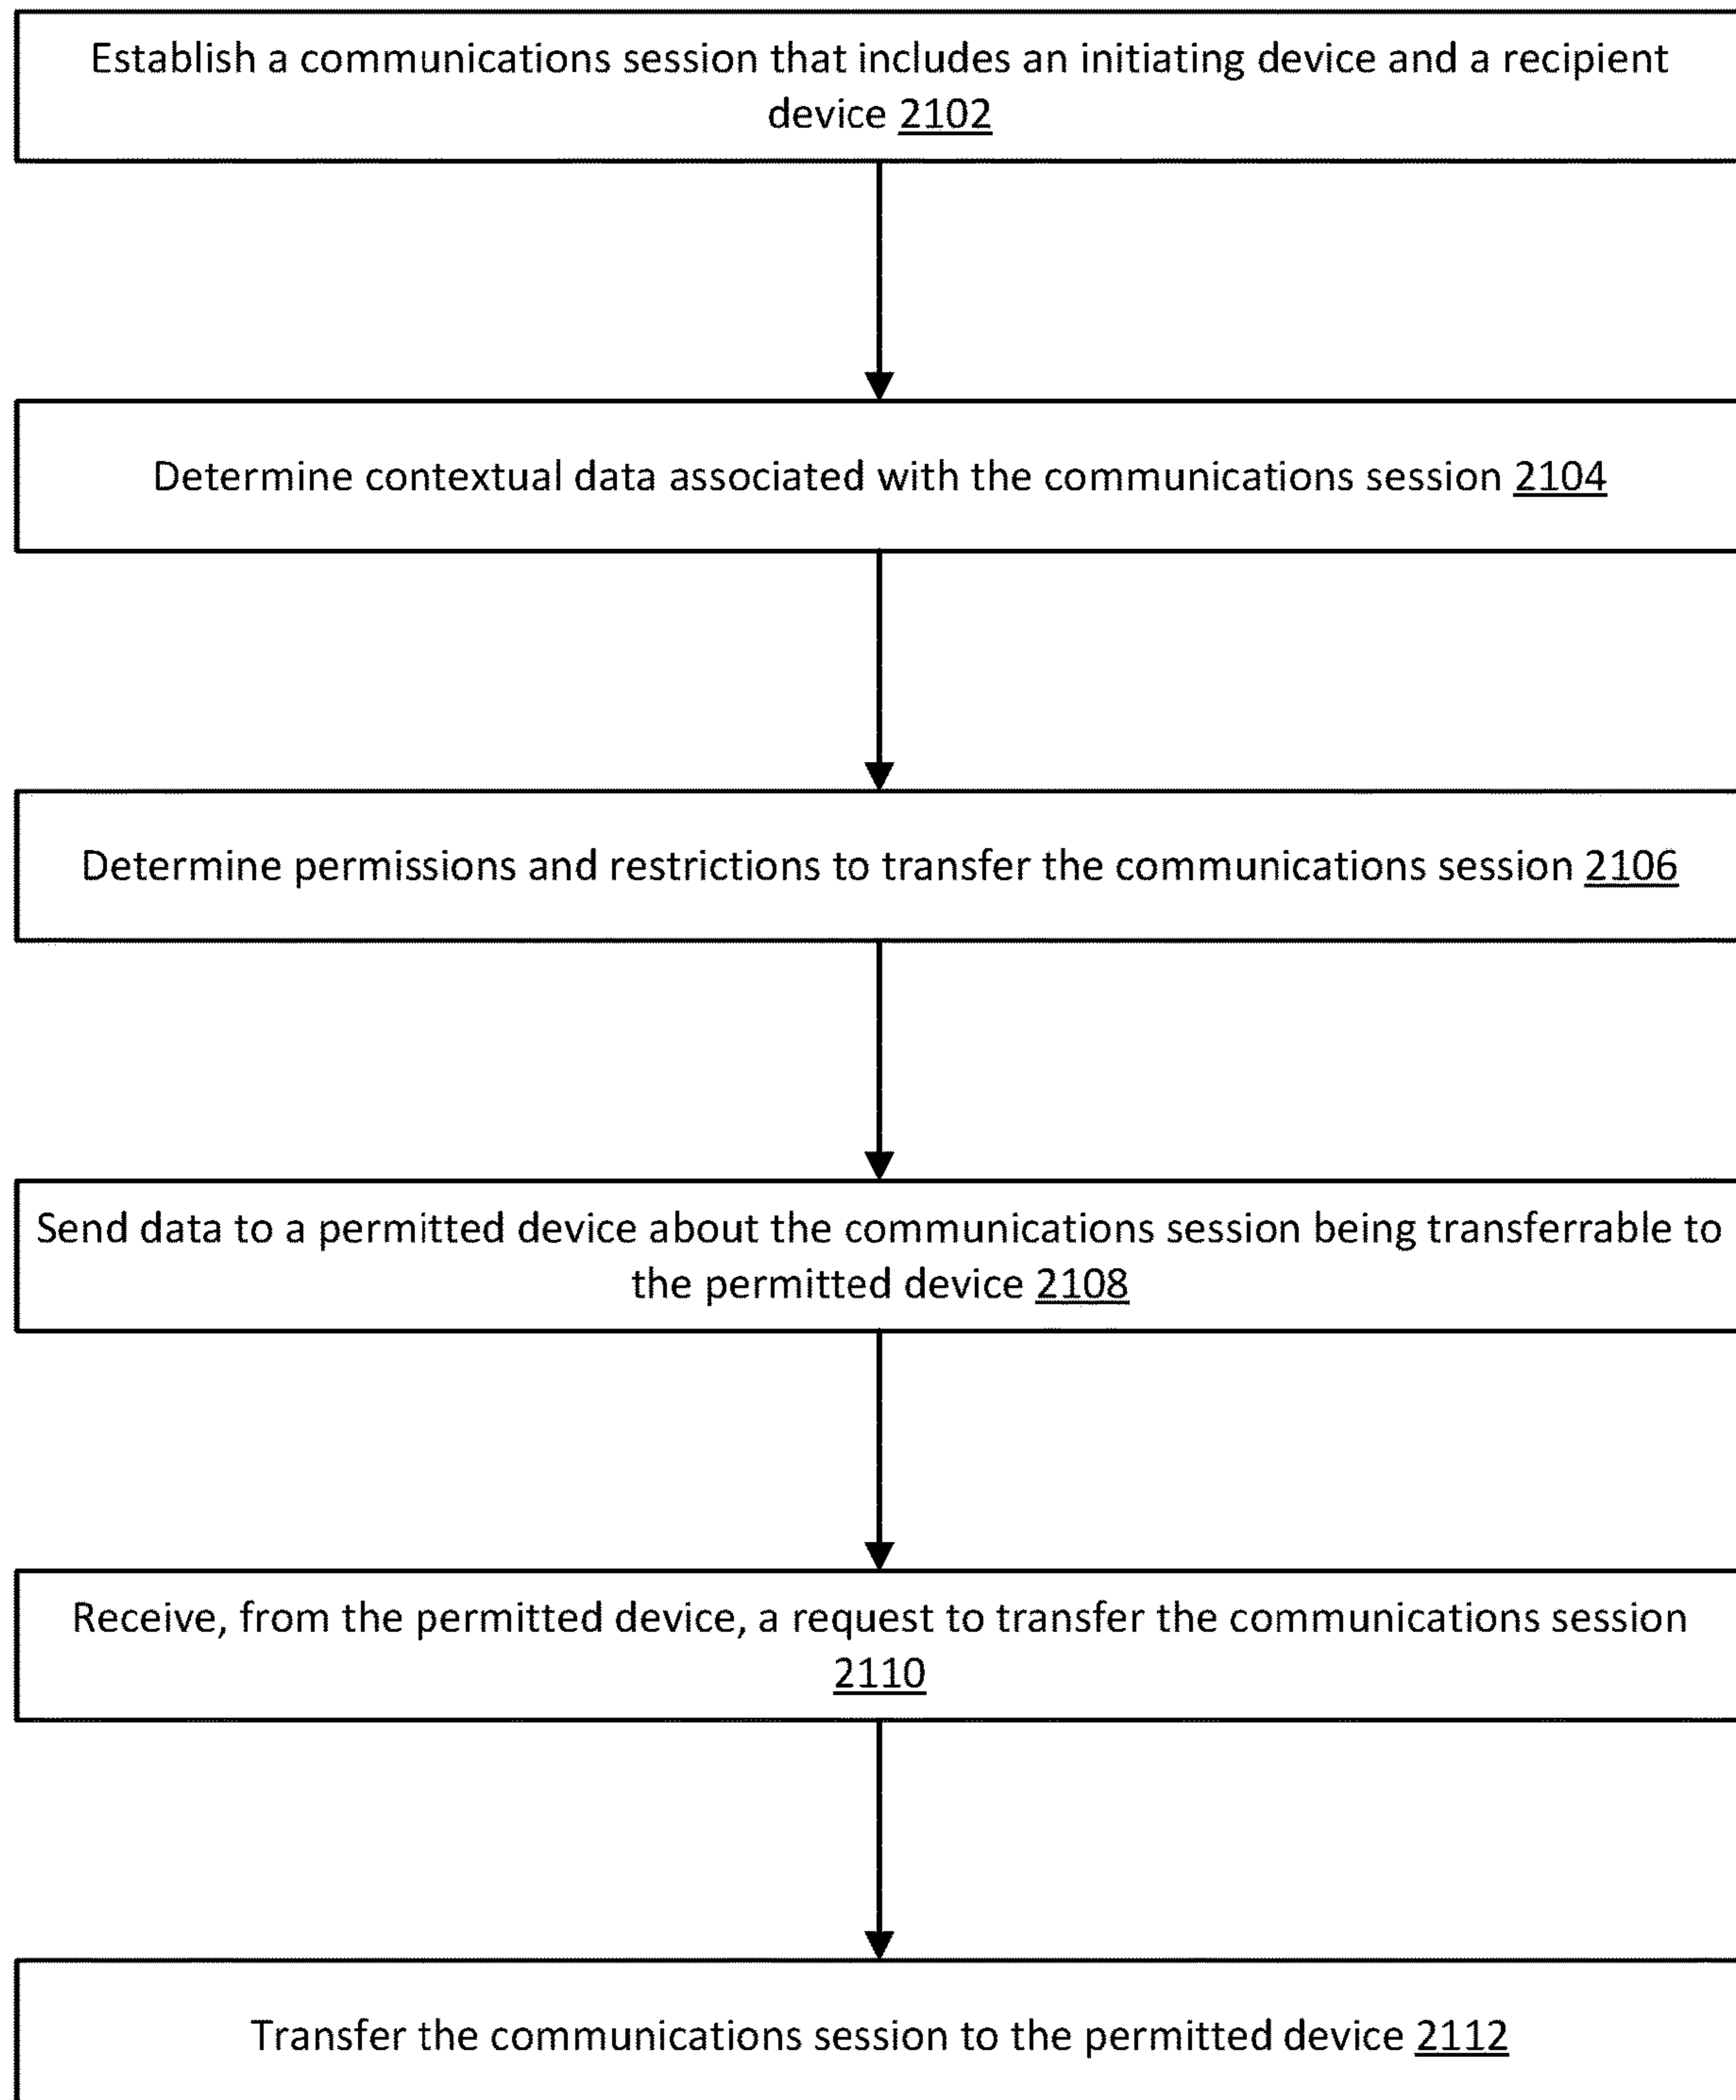 Establish a communications session that includes an initiating device and a recipient
device 2102
Determine contextual data associated with the communications session 2104
Determine permissions and restrictions to transfer the communications session 2106
Send data to a permitted device about the communications session being transferrable to
the permitted device 2108
Receive, from the permitted device, a request to transfer the communications session
2110
Transfer the communications session to the permitted device 2112